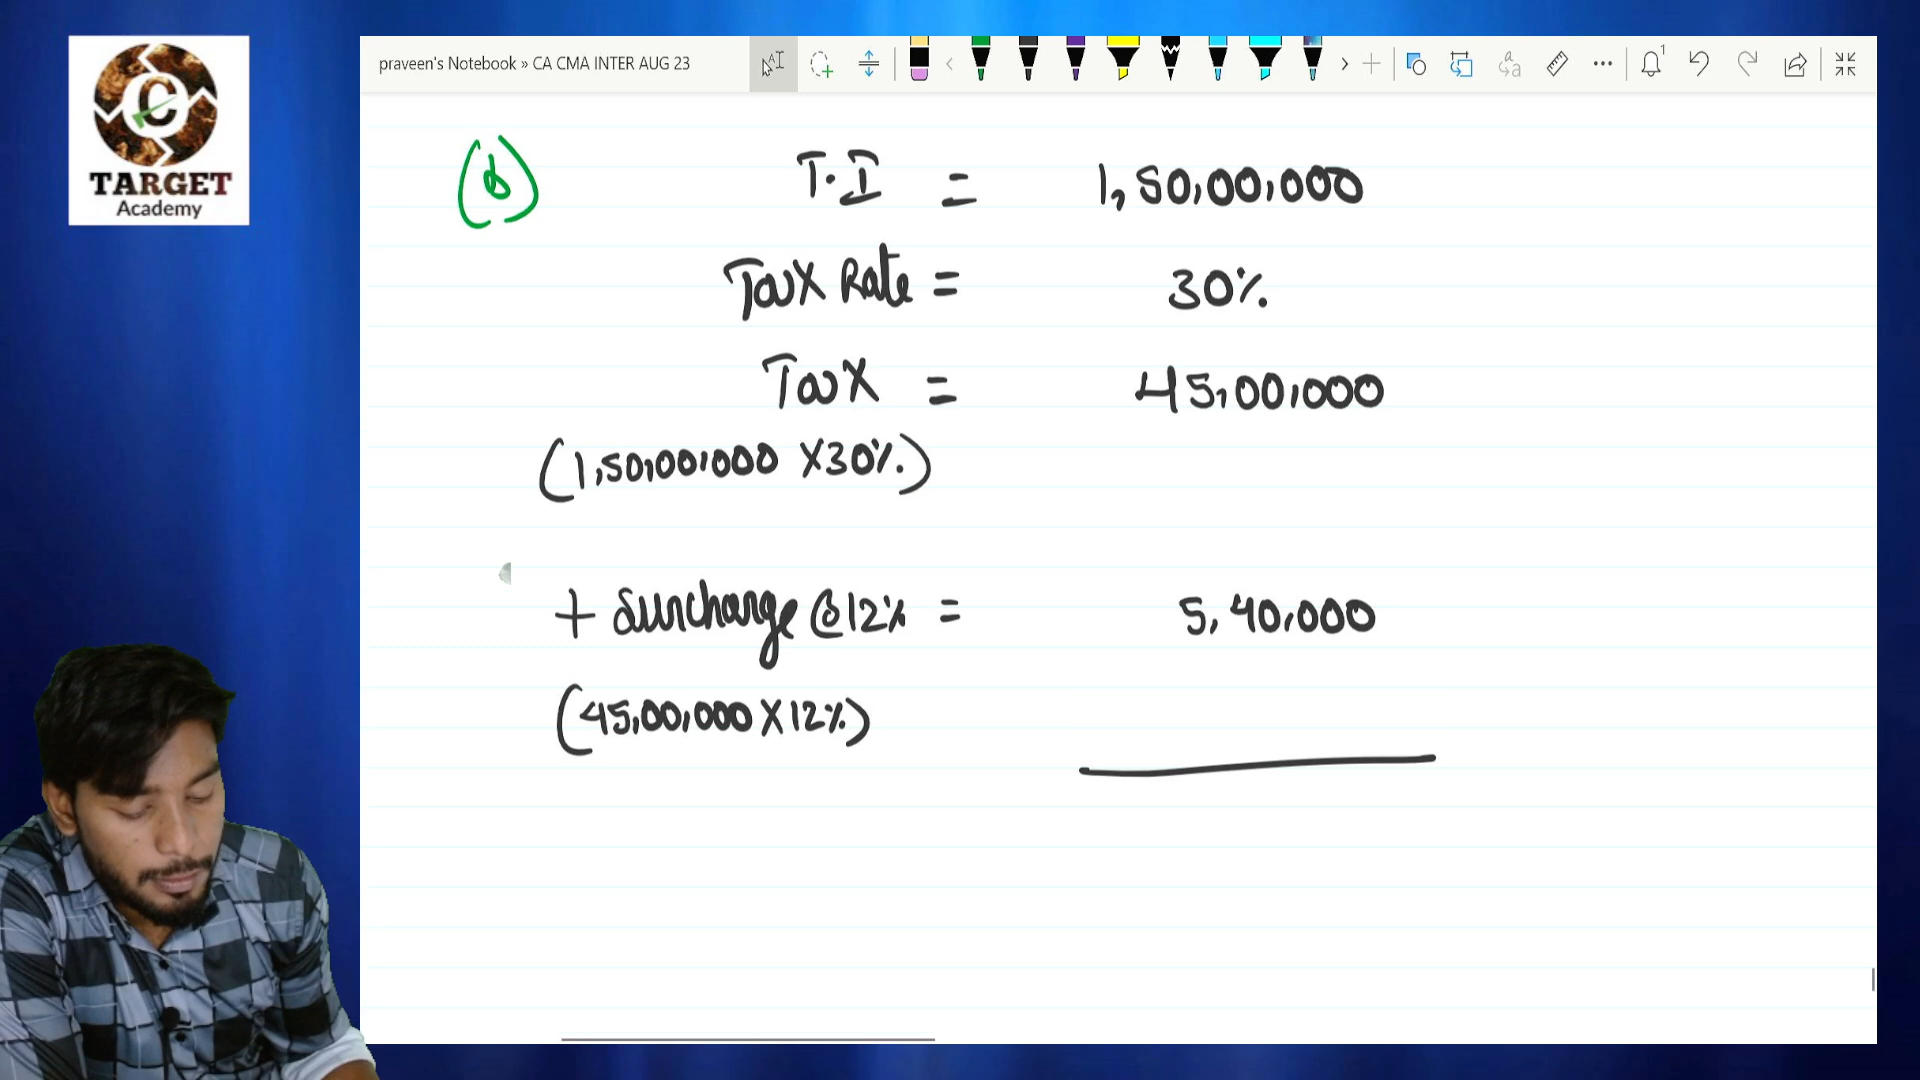 praveen's Notebook » CA CMA INTER AUG 23
C
TARGET
Academy
(b)
T.I = 1,50,00,000
Tax Rate = 30%
Tax = 45,00,000
(1,50,00,000 X 30%)
+ Surcharge @ 12% = 5,40,000
(45,00,000 X 12%)